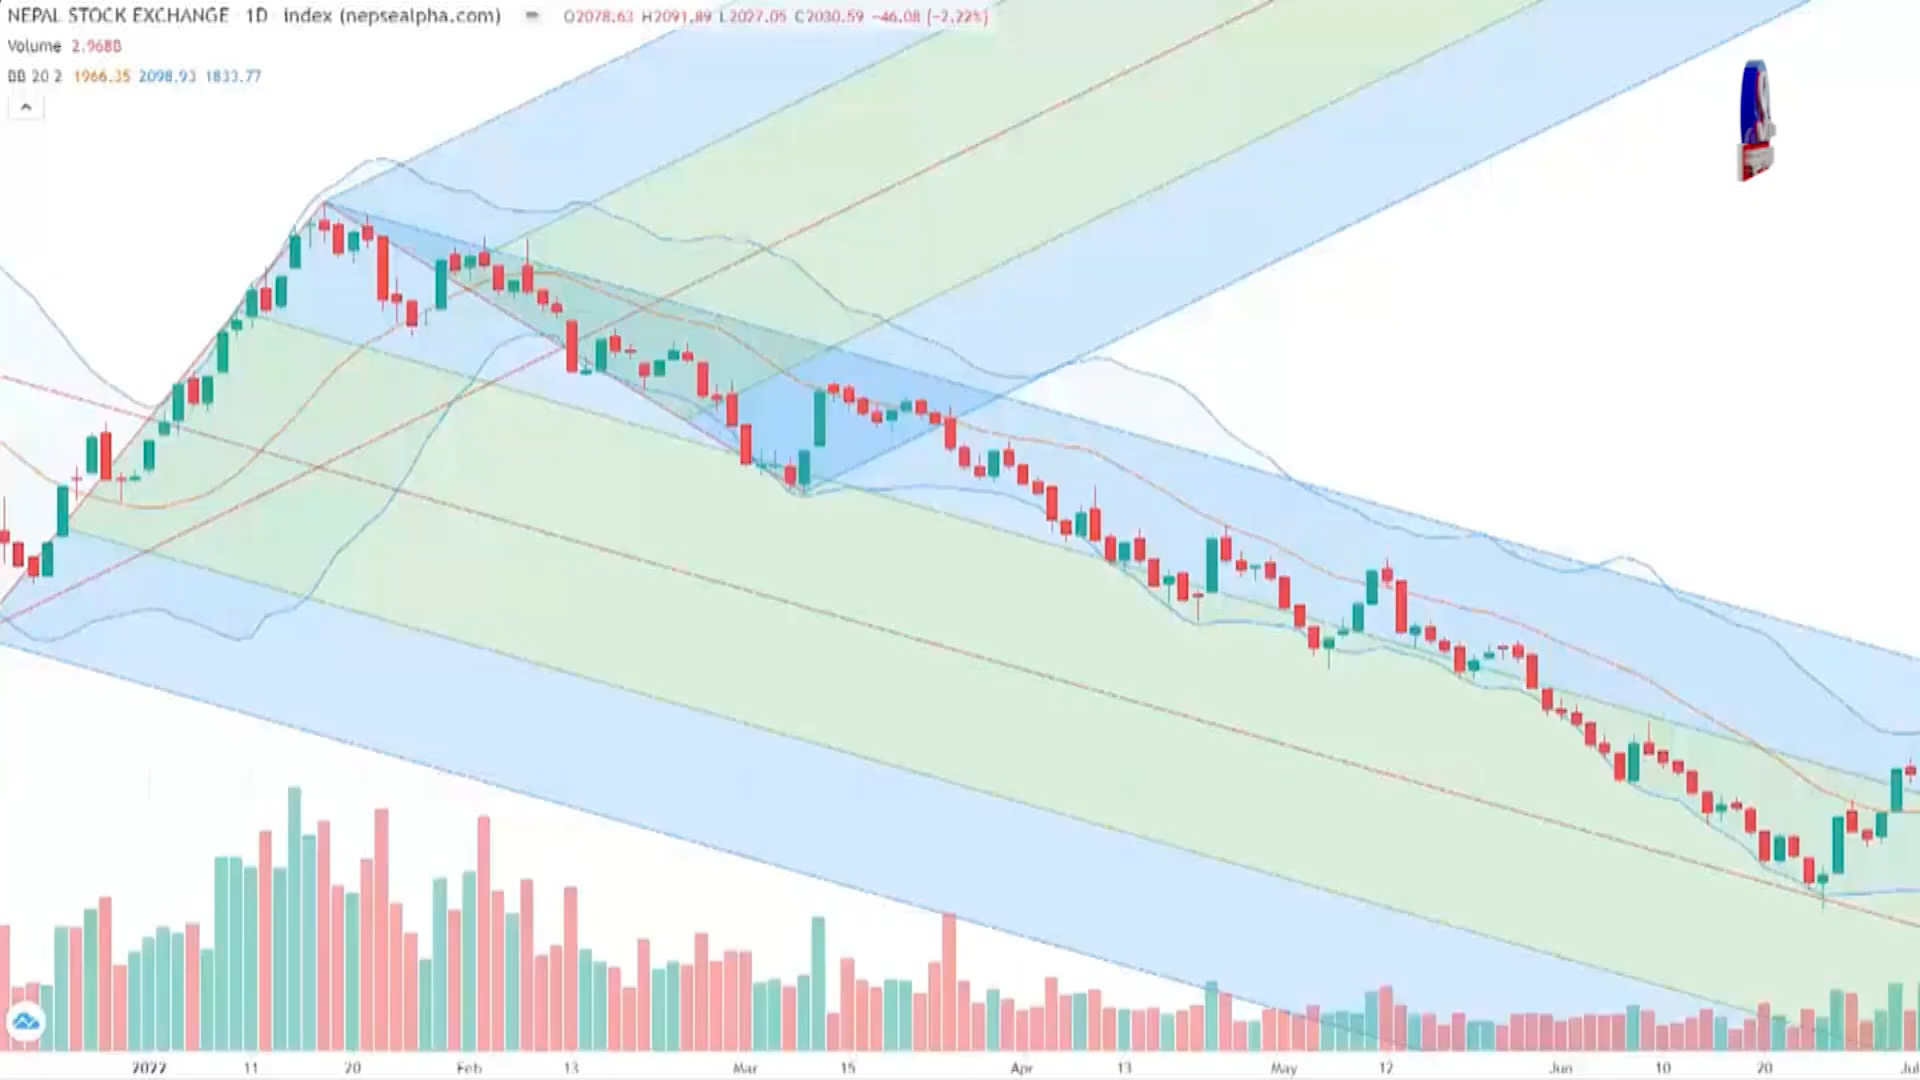 NEPAL STOCK EXCHANGE 1D index (nepsealpha.com) O2078.63 H2091.89 L2027.05 C2030.59 −46.08 (−2.22%)
Volume 2.968B
BB 20 2 1966.35 2098.93 1833.77
2022 11 20 Feb 13 Mar 15 Apr 13 May 12 Jun 10 20 Jul